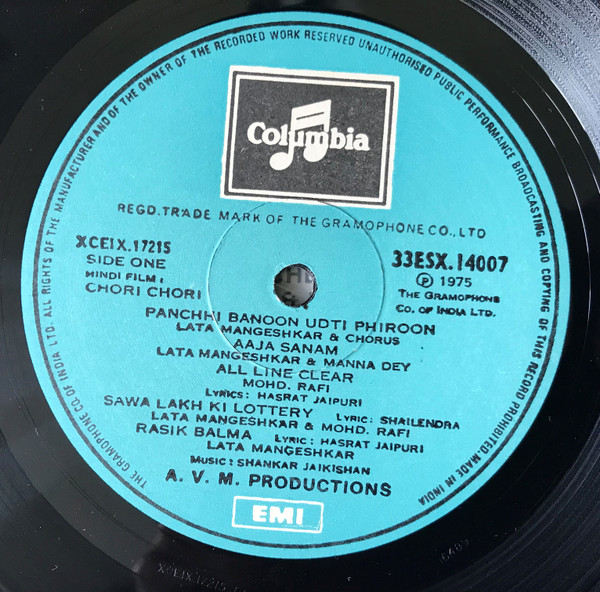 THE GRAMOPHONE CO. OF INDIA LTD. ALL RIGHTS OF THE MANUFACTURER AND OF THE OWNER OF THE RECORDED WORK RESERVED UNAUTHORISED PUBLIC PERFORMANCE BROADCASTING AND COPYING OF THIS RECORD PROHIBITED. MADE IN INDIA
Columbia
REGD. TRADE MARK OF THE GRAMOPHONE CO., LTD
XCEIX.17215 33ESX.14007
SIDE ONE Ⓟ 1975
HINDI FILM : THE GRAMOPHONE
CHORI CHORI CO. OF INDIA LTD.
PANCHHI BANOON UDTI PHIROON
LATA MANGESHKAR & CHORUS
AAJA SANAM
LATA MANGESHKAR & MANNA DEY
ALL LINE CLEAR
MOHD. RAFI
LYRICS: HASRAT JAIPURI
SAWA LAKH KI LOTTERY LYRIC: SHAILENDRA
LATA MANGESHKAR & MOHD. RAFI
RASIK BALMA LYRIC: HASRAT JAIPURI
LATA MANGESHKAR
MUSIC: SHANKAR JAIKISHAN
A. V. M. PRODUCTIONS
EMI